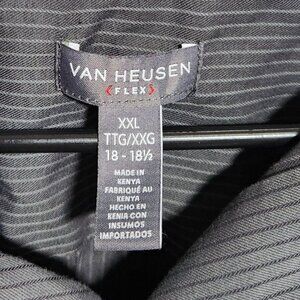 VAN HEUSEN
FLEX
XXL
TTG/XXG
18 - 18½
MADE IN
KENYA
FABRIQUÉ AU
KENYA
HECHO EN
KENIA CON
INSUMOS
IMPORTADOS